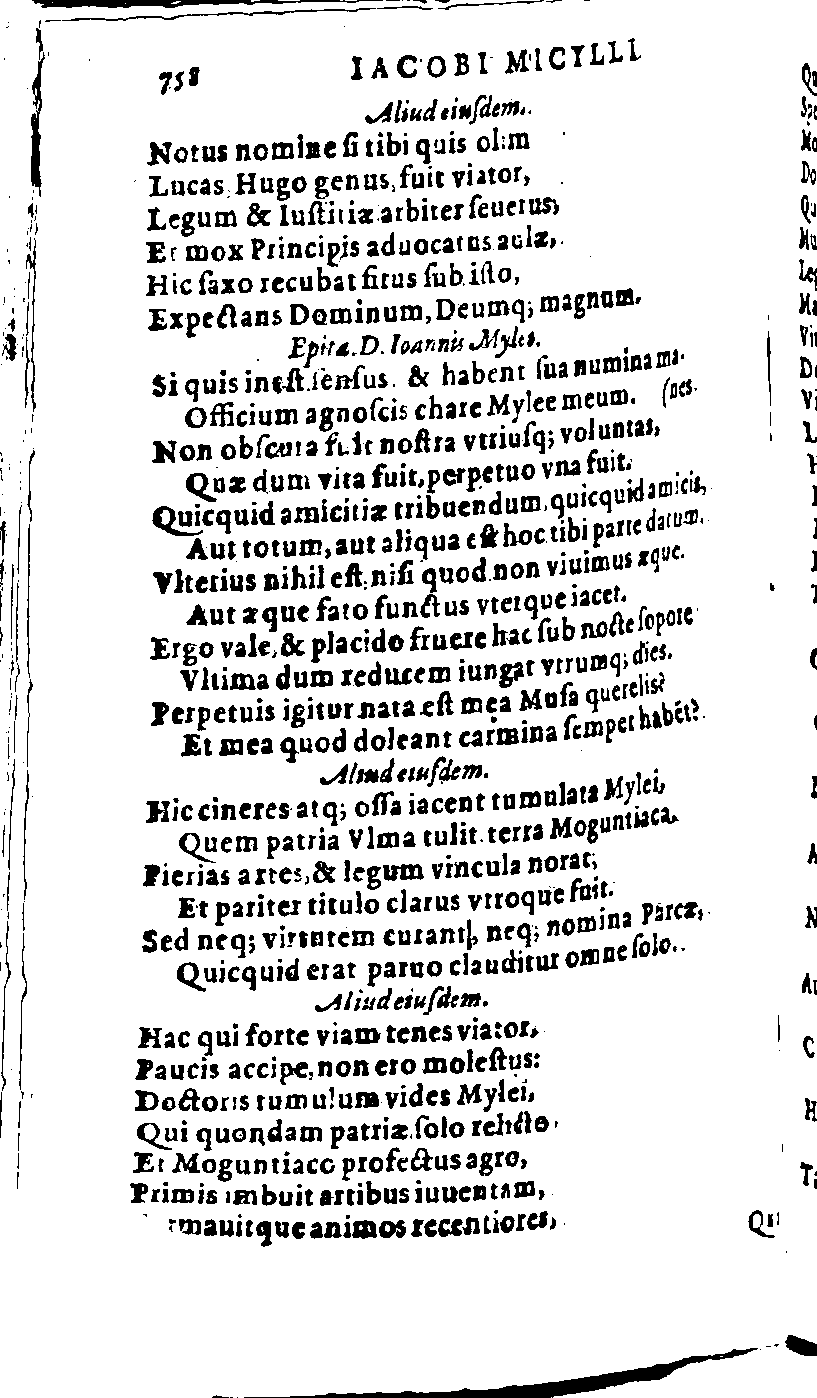 758 IACOBI MICYLLI
Aliud eiuſdem.
Notus nomine ſi tibi quis olim
Lucas Hugo genus, fuit viator,
Legum & Iuſtitiæ arbiter ſeuerus,
Et mox Principis aduocatus aulæ,
Hic ſaxo recubat ſitus ſub iſto,
Expectans Dominum, Deumq; magnum.
Epita. D. Ioannis Mylei.
Si quis ineſt ſenſus & habent ſua numina ma-
Officium agnoſcis chare Mylee meum. (nes.
Non obſcura fuit noſtra vtriuſq; voluntas,
Quæ dum vita fuit, perpetuo vna fuit.
Quicquid amicitiæ tribuendum, quicquid amicis,
Aut totum, aut aliqua eſt hoc tibi parte datum.
Vlterius nihil eſt, niſi quod non viuimus æque.
Aut æque fato functus vterque iacet.
Ergo vale, & placido fruere hac ſub nocte ſopore
Vltima dum reducem iungat vtrumq; dies.
Perpetuis igitur nata eſt mea Muſa querelis?
Et mea quod doleant carmina ſemper habét?
Aliud eiuſdem.
Hic cineres atq; oſſa iacent tumulata Mylei,
Quem patria Vlma tulit terra Moguntiaca.
Pierias artes, & legum vincula norat,
Et pariter titulo clarus vtroque fuit.
Sed neq; virtutem curant, neq; nomina Parcæ,
Quicquid erat paruo clauditur omne ſolo.
Aliud eiuſdem.
Hac qui forte viam tenes viator,
Paucis accipe, non ero moleſtus:
Doctoris tumulum vides Mylei,
Qui quondam patriæ ſolo relicto
Et Moguntiaco profectus agro,
Primis imbuit artibus iuuentam,
rmauitque animos recentiores,
Qui